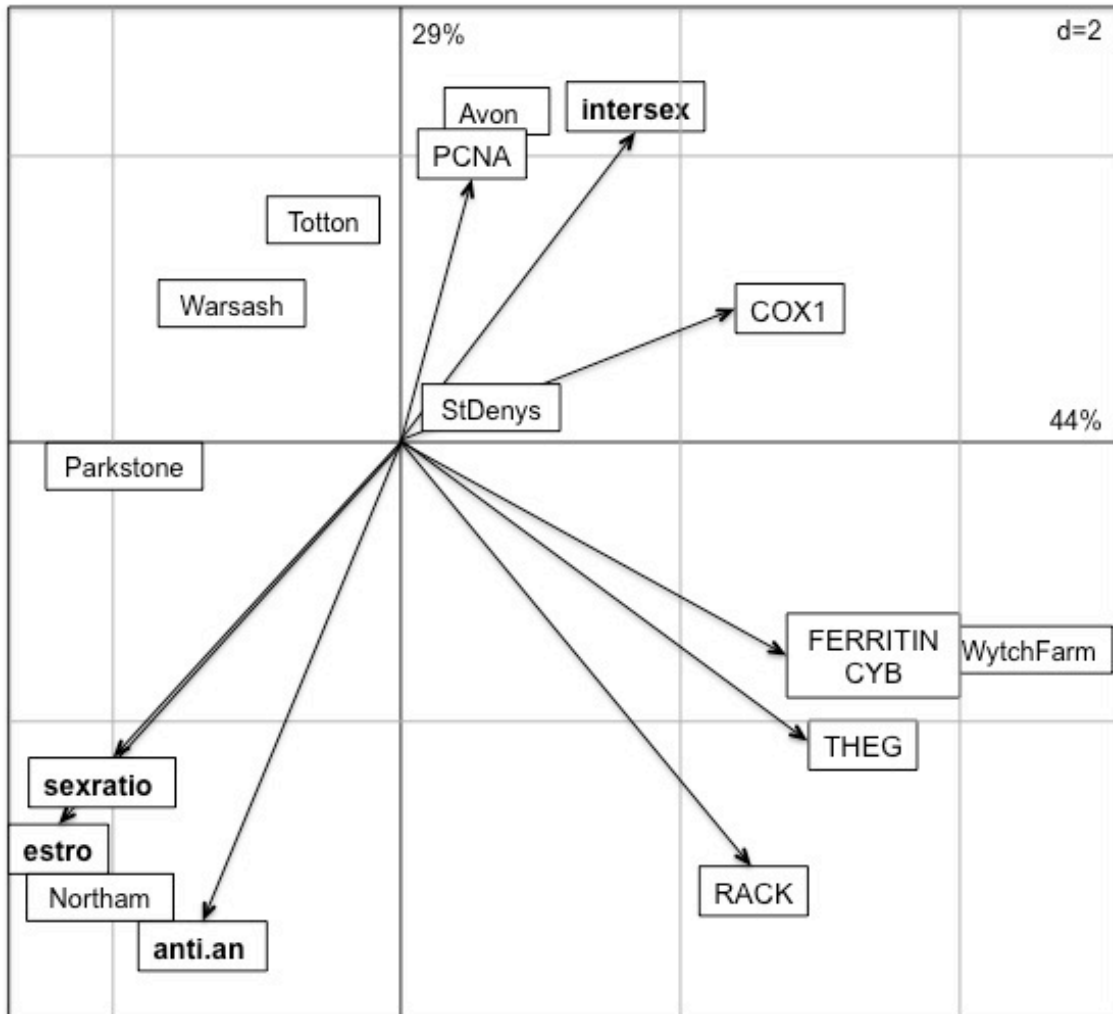 29%
d=2
Avon
intersex
PCNA
Totton
Warsash
COX1
StDenys
44%
Parkstone
FERRITIN
CYB
WytchFarm
THEG
sexratio
estro
Northam
RACK
anti.an